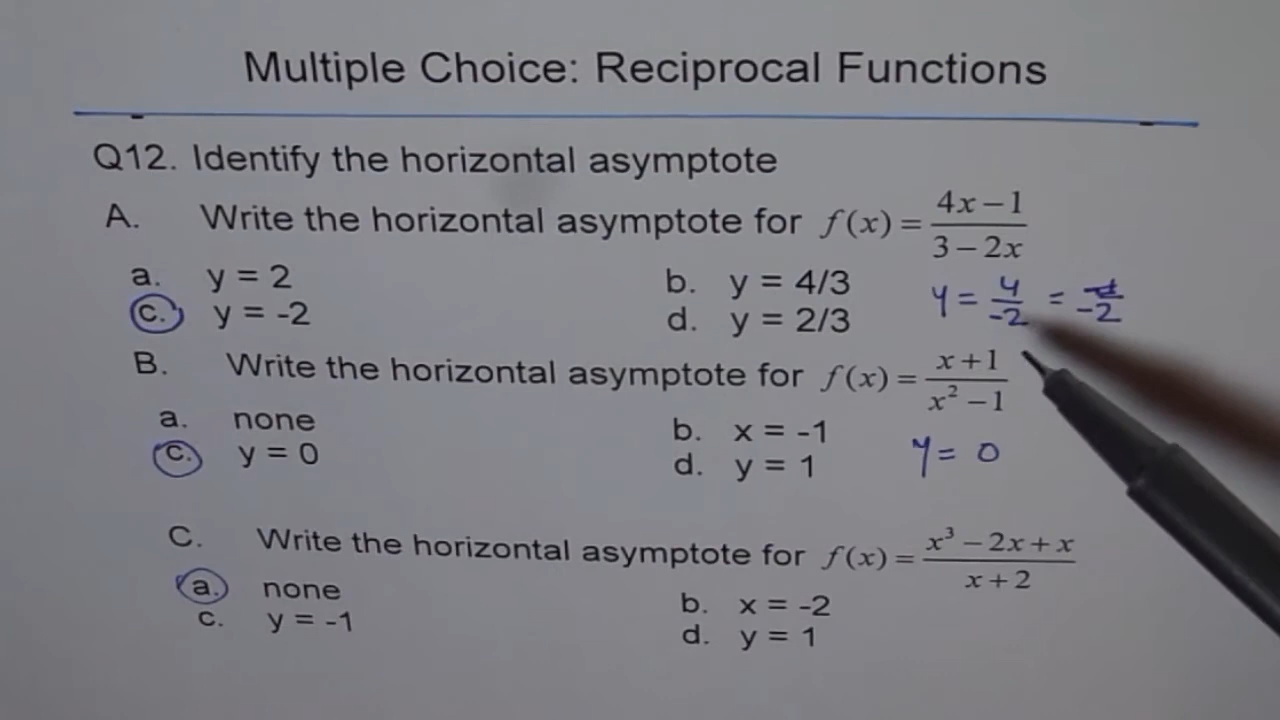 Multiple Choice: Reciprocal Functions
Q12. Identify the horizontal asymptote
A. Write the horizontal asymptote for f(x) = (4x − 1)/(3 − 2x)
a. y = 2 b. y = 4/3
c. y = -2 d. y = 2/3
y = 4/-2 = -2
B. Write the horizontal asymptote for f(x) = (x + 1)/(x² − 1)
a. none b. x = -1
c. y = 0 d. y = 1
y = 0
C. Write the horizontal asymptote for f(x) = (x³ − 2x + x)/(x + 2)
a. none b. x = -2
c. y = -1 d. y = 1